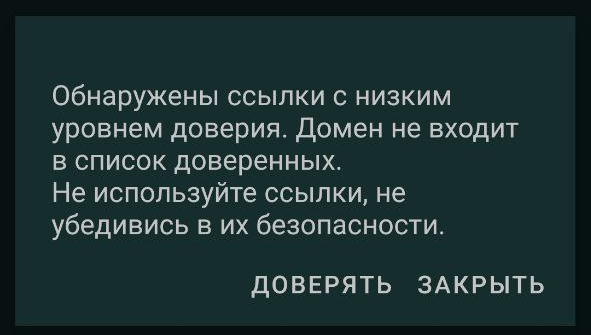 Обнаружены ссылки с низким
уровнем доверия. Домен не входит
в список доверенных.
Не используйте ссылки, не
убедивись в их безопасности.
ДОВЕРЯТЬ ЗАКРЫТЬ